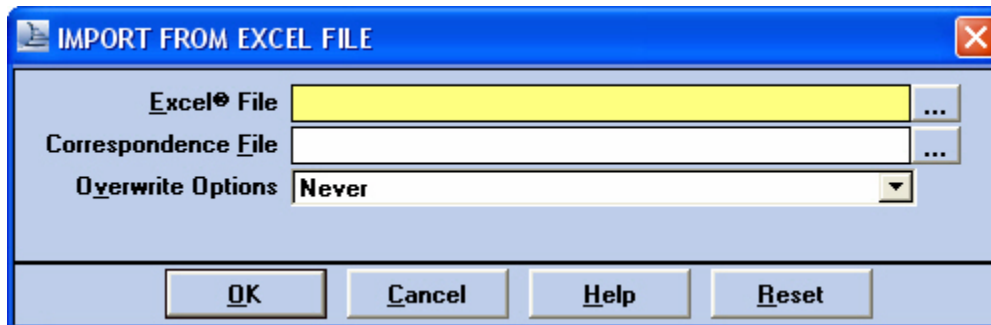 IMPORT FROM EXCEL FILE
Excel® File
...
Correspondence File
...
Overwrite Options Never
OK Cancel Help Reset